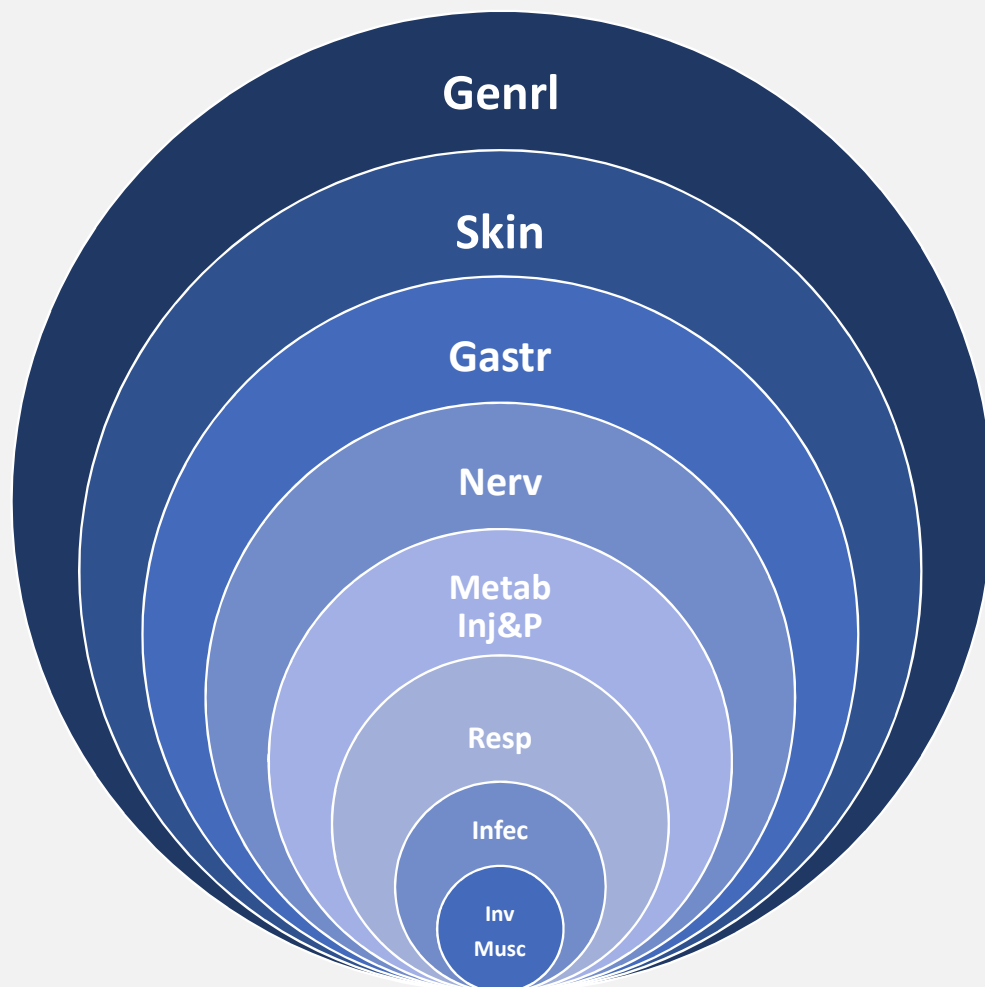 Genrl
Skin
Gastr
Nerv
Metab
Inj&P
Resp
Infec
Inv
Musc